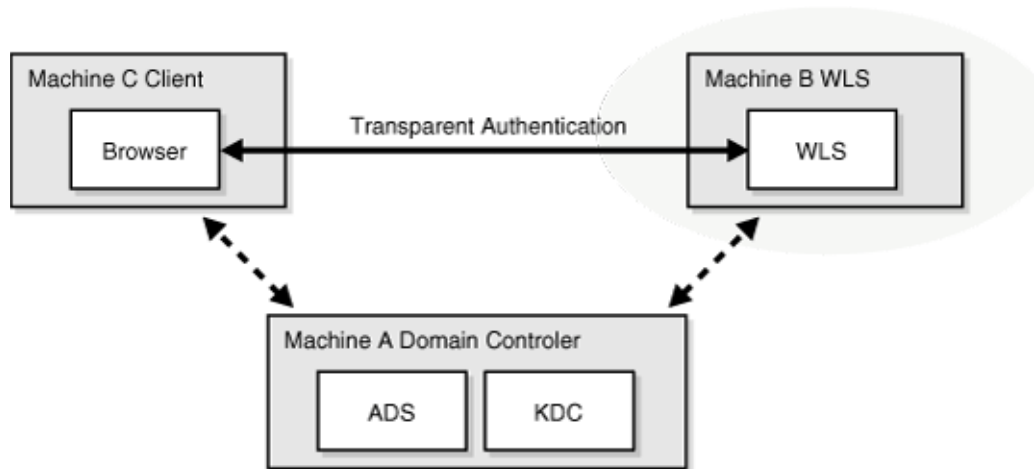 Machine C Client
Browser
Transparent Authentication
Machine B WLS
WLS
Machine A Domain Controler
ADS
KDC